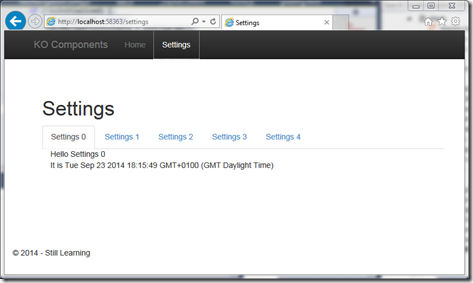 http://localhost:58363/settings
Settings
KO Components Home Settings
Settings
Settings 0 Settings 1 Settings 2 Settings 3 Settings 4
Hello Settings 0
It is Tue Sep 23 2014 18:15:49 GMT+0100 (GMT Daylight Time)
© 2014 - Still Learning